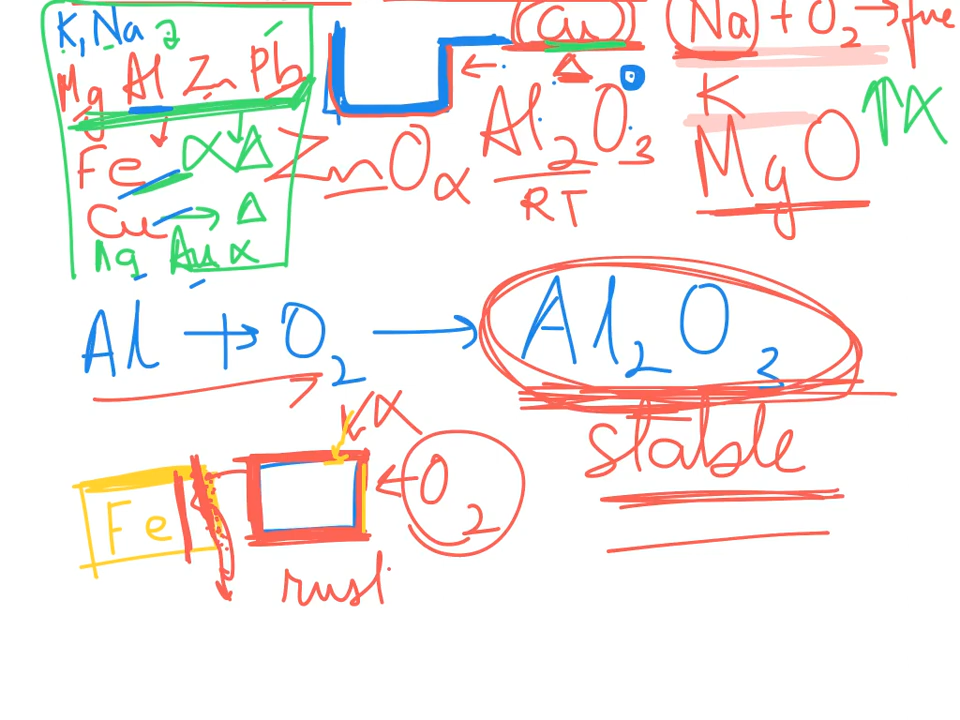 K, Na
Mg Al Zn Pb
Fe α Δ
Cu → Δ
Ag Au α
Cu
Δ
Na + O2 → fire
K
ZnO α
Al2O3
RT
MgO
Al + O2 → Al2O3
stable
α
Fe
O2
rust